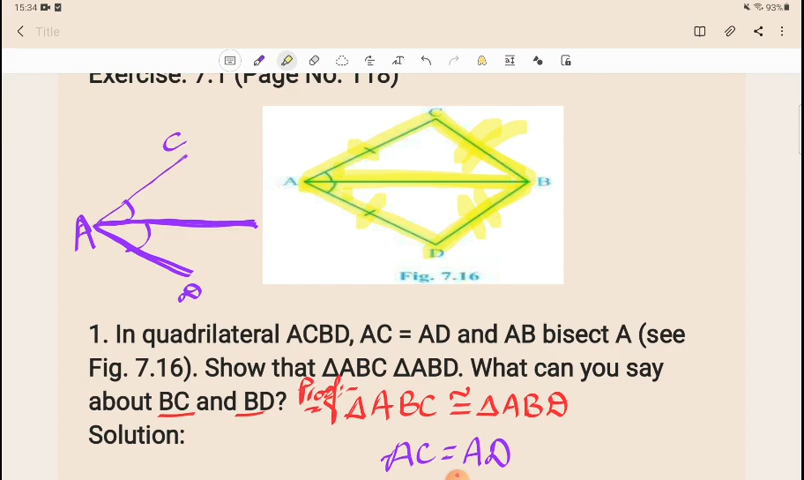 15:34
93%
Title
Exercise: 7.1 (Page No. 118)
C
A
D
C
A
B
D
Fig. 7.16
1. In quadrilateral ACBD, AC = AD and AB bisect A (see
Fig. 7.16). Show that ΔABC ΔABD. What can you say
about BC and BD? Proof:- ΔABC ≅ ΔABD
Solution:
AC = AD